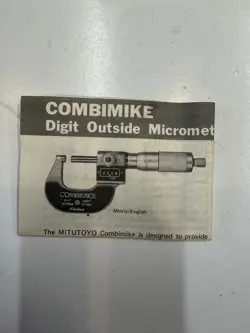 COMBIMIKE
Digit Outside Micromet
COMBIMIKE
Metric/English
The MITUTOYO Combimike is designed to provide